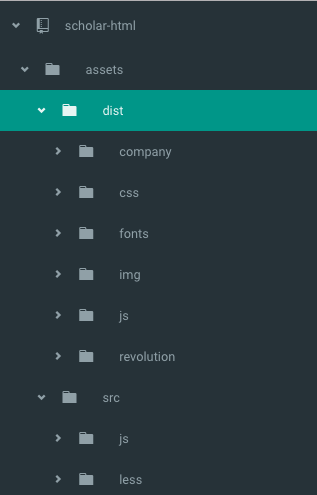 scholar-html
assets
dist
company
css
fonts
img
js
revolution
src
js
less